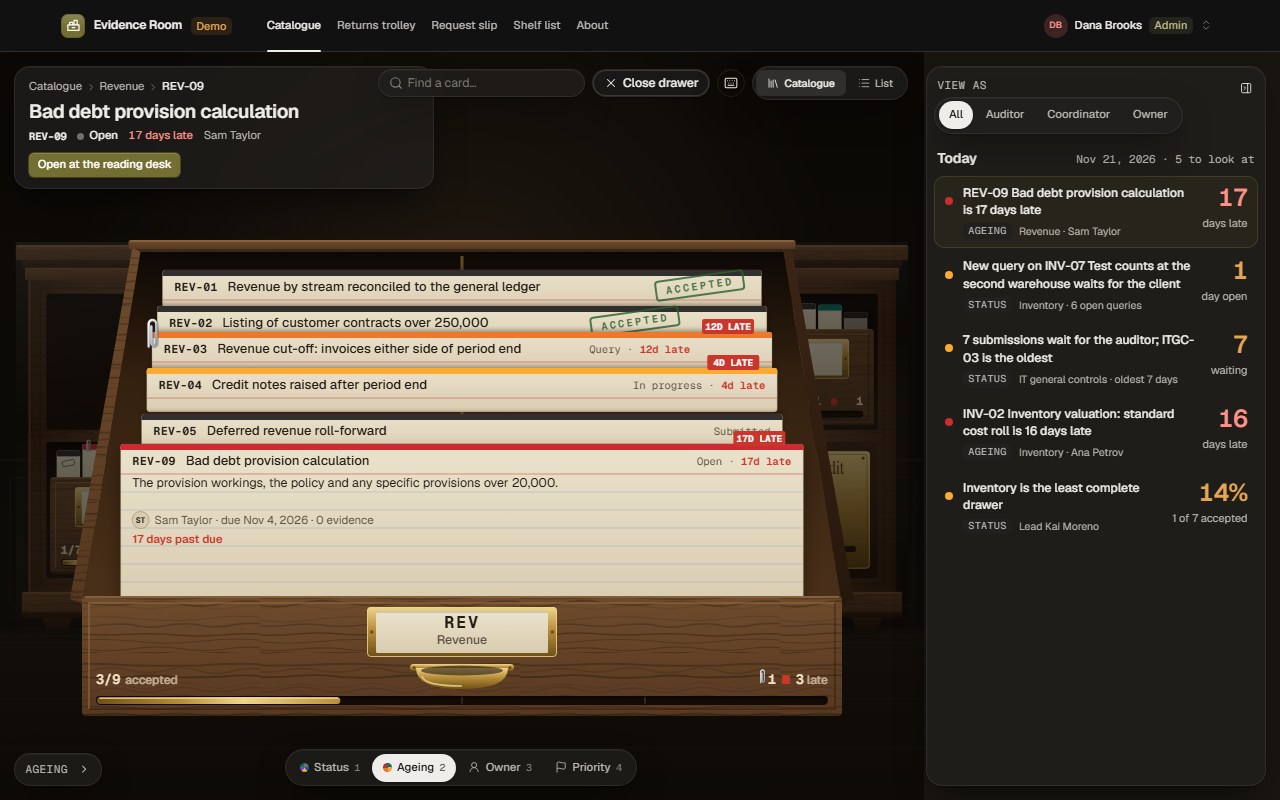 Evidence Room Demo Catalogue Returns trolley Request slip Shelf list About DB Dana Brooks Admin
Catalogue > Revenue > REV-09
Bad debt provision calculation
REV-09 Open 17 days late Sam Taylor
Open at the reading desk
Find a card… Close drawer Catalogue List
REV-01 Revenue by stream reconciled to the general ledger ACCEPTED
REV-02 Listing of customer contracts over 250,000 ACCEPTED
12D LATE
REV-03 Revenue cut-off: invoices either side of period end Query · 12d late
4D LATE
REV-04 Credit notes raised after period end In progress · 4d late
REV-05 Deferred revenue roll-forward Submitted
17D LATE
REV-09 Bad debt provision calculation Open · 17d late
The provision workings, the policy and any specific provisions over 20,000.
ST Sam Taylor · due Nov 4, 2026 · 0 evidence
17 days past due
1
1/7
REV
Revenue
3/9 accepted 1 3 late
AGEING >
Status 1 Ageing 2 Owner 3 Priority 4
VIEW AS
All Auditor Coordinator Owner
Today Nov 21, 2026 · 5 to look at
REV-09 Bad debt provision calculation
is 17 days late
AGEING Revenue · Sam Taylor
17
days late
New query on INV-07 Test counts at the
second warehouse waits for the client
STATUS Inventory · 6 open queries
1
day open
7 submissions wait for the auditor; ITGC-
03 is the oldest
STATUS IT general controls · oldest 7 days
7
waiting
INV-02 Inventory valuation: standard
cost roll is 16 days late
AGEING Inventory · Ana Petrov
16
days late
Inventory is the least complete
drawer
STATUS Lead Kai Moreno
14%
1 of 7 accepted